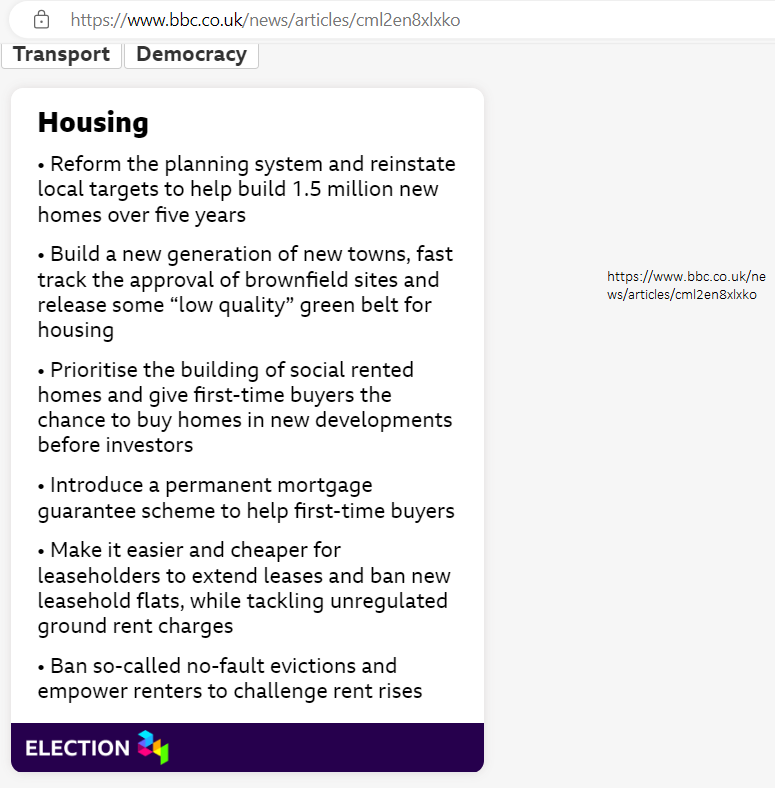 https://www.bbc.co.uk/news/articles/cml2en8xlxko
Transport Democracy
Housing
• Reform the planning system and reinstate
local targets to help build 1.5 million new
homes over five years
• Build a new generation of new towns, fast
track the approval of brownfield sites and
release some “low quality” green belt for
housing
• Prioritise the building of social rented
homes and give first-time buyers the
chance to buy homes in new developments
before investors
• Introduce a permanent mortgage
guarantee scheme to help first-time buyers
• Make it easier and cheaper for
leaseholders to extend leases and ban new
leasehold flats, while tackling unregulated
ground rent charges
• Ban so-called no-fault evictions and
empower renters to challenge rent rises
ELECTION 24
https://www.bbc.co.uk/ne
ws/articles/cml2en8xlxko